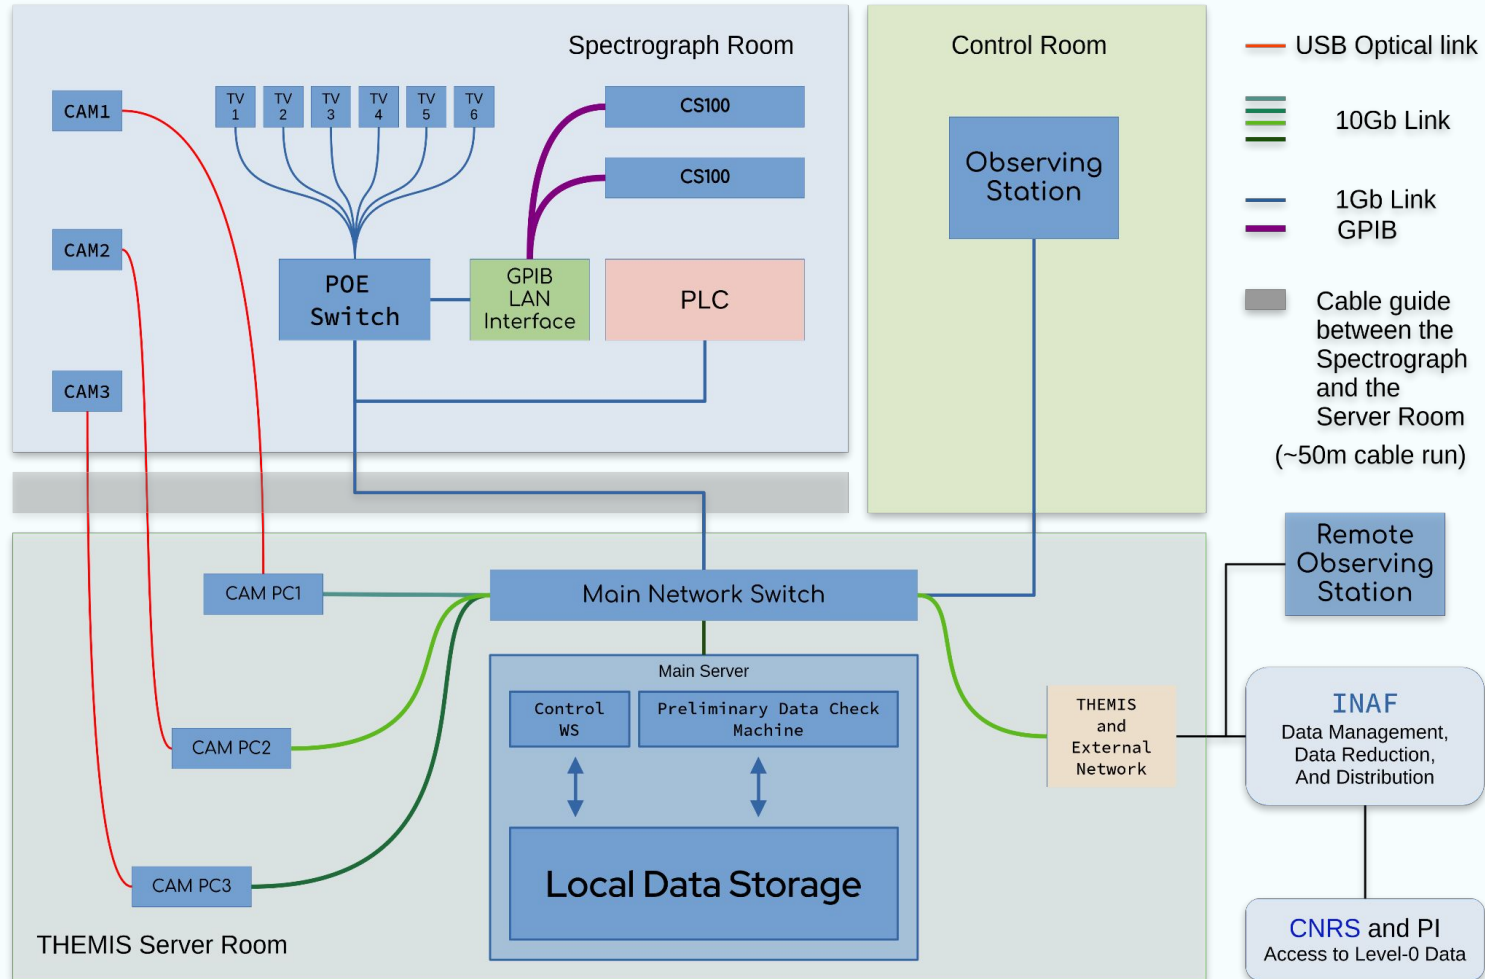 Spectrograph Room
CAM1
TV
1
TV
2
TV
3
TV
4
TV
5
TV
6
CS100
CS100
CAM2
POE
Switch
GPIB
LAN
Interface
PLC
CAM3
Control Room
Observing
Station
USB Optical link
10Gb Link
1Gb Link
GPIB
Cable guide
between the
Spectrograph
and the
Server Room
(~50m cable run)
CAM PC1
Main Network Switch
CAM PC2
CAM PC3
Main Server
Control
WS
Preliminary Data Check
Machine
Local Data Storage
THEMIS
and
External
Network
THEMIS Server Room
Remote
Observing
Station
INAF
Data Management,
Data Reduction,
And Distribution
CNRS and PI
Access to Level-0 Data